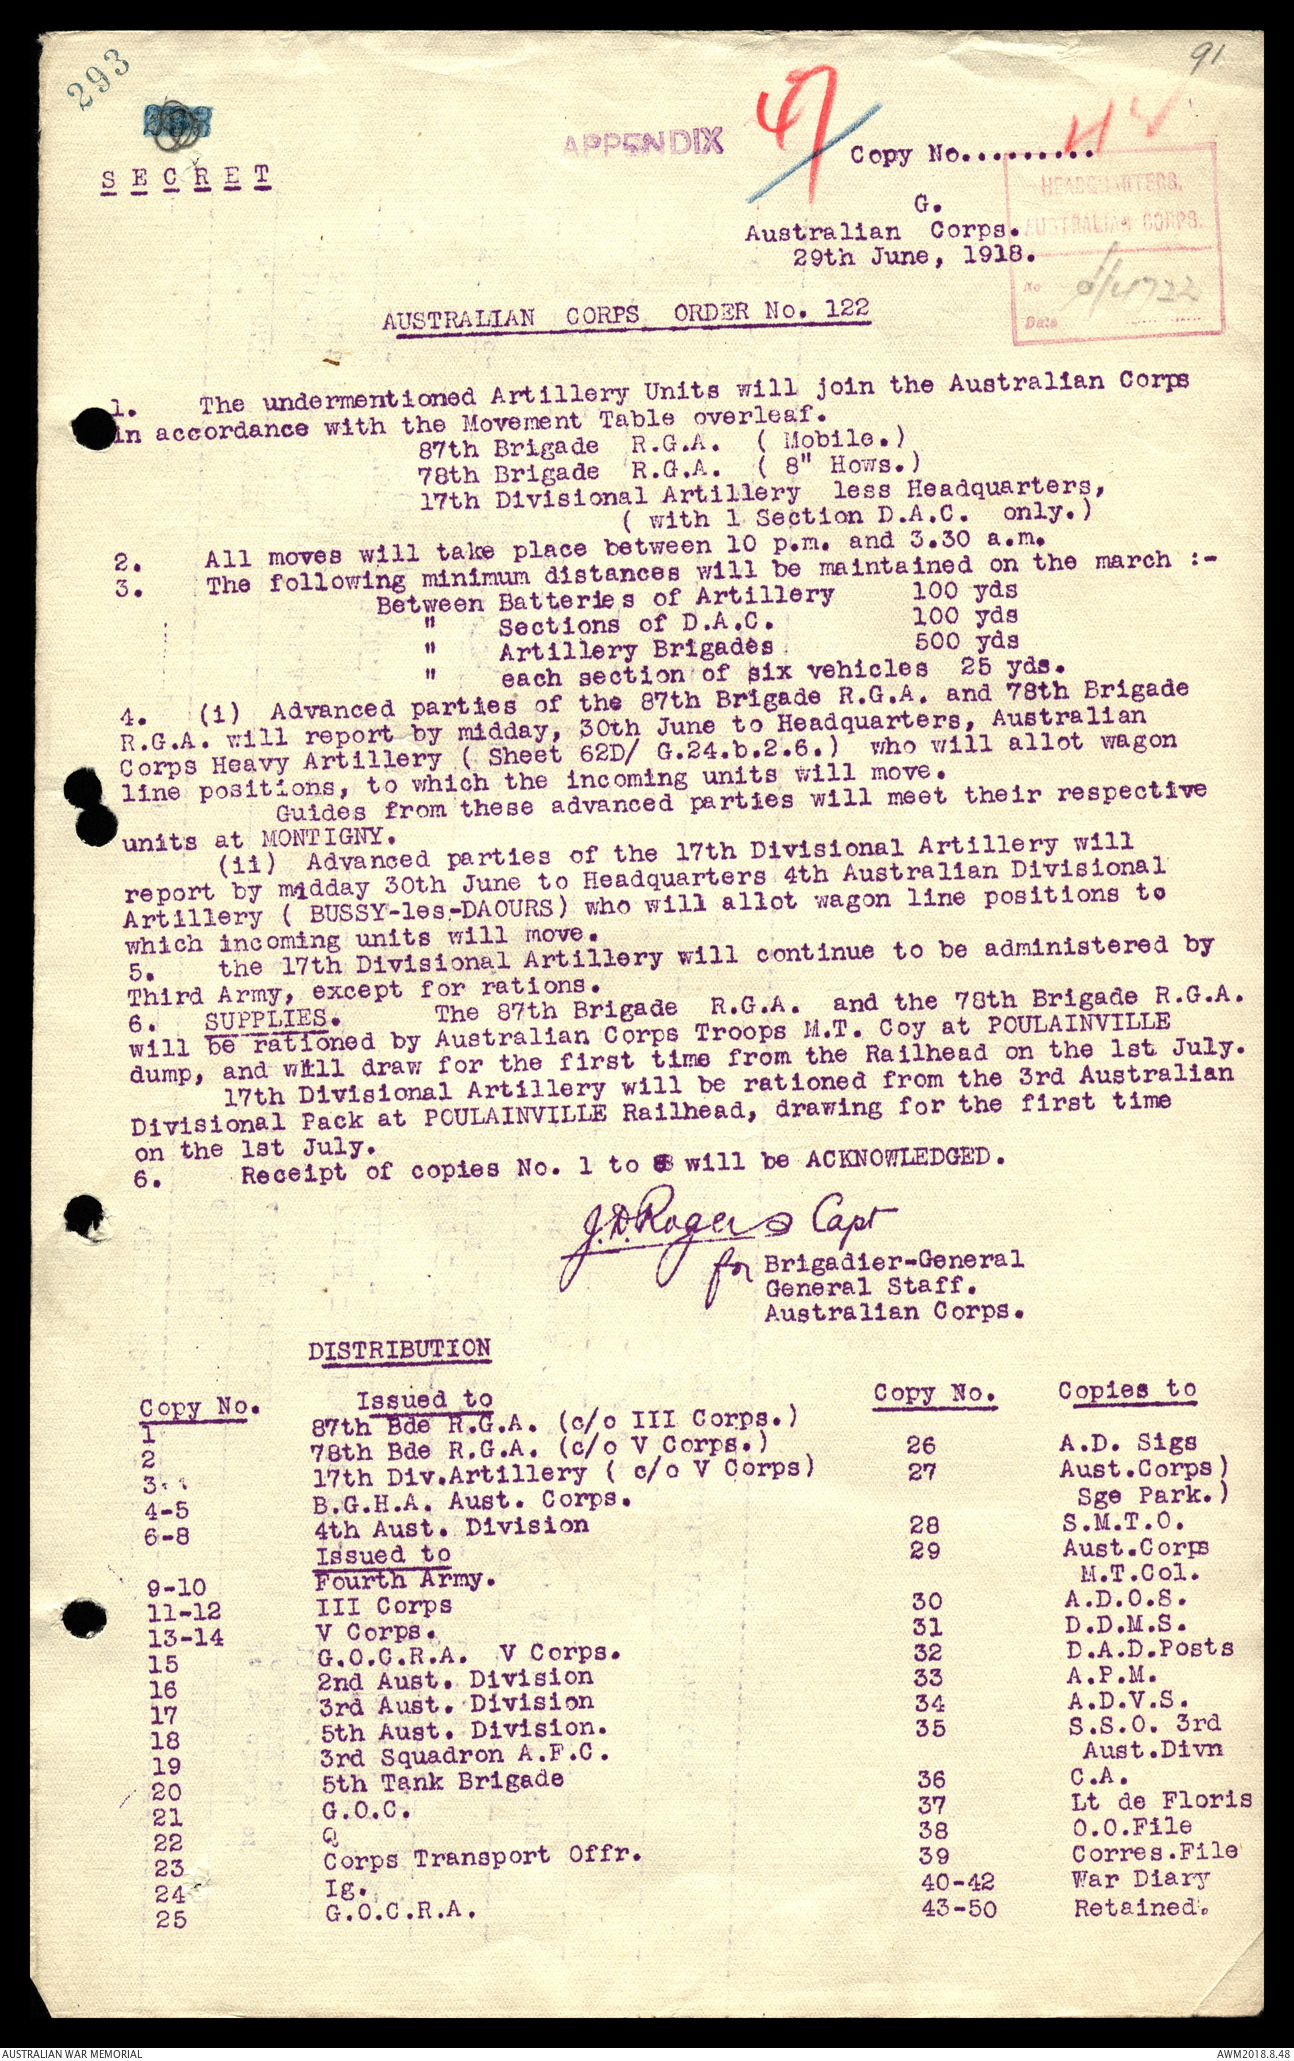 293
91
S E C R E T
APPENDIX
47
Copy No.........
44
HEADQUARTERS,
AUSTRALIAN CORPS.
No
Date
G.
Australian Corps.
29th June, 1918.
AUSTRALIAN CORPS ORDER No. 122
1. The undermentioned Artillery Units will join the Australian Corps
in accordance with the Movement Table overleaf.
87th Brigade R.G.A. ( Mobile.)
78th Brigade R.G.A. ( 8" Hows.)
17th Divisional Artillery less Headquarters,
( with 1 Section D.A.C. only.)
2. All moves will take place between 10 p.m. and 3.30 a.m.
3. The following minimum distances will be maintained on the march :-
Between Batteries of Artillery 100 yds
" Sections of D.A.C. 100 yds
" Artillery Brigades 500 yds
" each section of six vehicles 25 yds.
4. (i) Advanced parties of the 87th Brigade R.G.A. and 78th Brigade
R.G.A. will report by midday, 30th June to Headquarters, Australian
Corps Heavy Artillery ( Sheet 62D/ G.24.b.2.6.) who will allot wagon
line positions, to which the incoming units will move.
Guides from these advanced parties will meet their respective
units at MONTIGNY.
(ii) Advanced parties of the 17th Divisional Artillery will
report by midday 30th June to Headquarters 4th Australian Divisional
Artillery ( BUSSY-les-DAOURS) who will allot wagon line positions to
which incoming units will move.
5. the 17th Divisional Artillery will continue to be administered by
Third Army, except for rations.
6. SUPPLIES. The 87th Brigade R.G.A. and the 78th Brigade R.G.A.
will be rationed by Australian Corps Troops M.T. Coy at POULAINVILLE
dump, and will draw for the first time from the Railhead on the 1st July.
17th Divisional Artillery will be rationed from the 3rd Australian
Divisional Pack at POULAINVILLE Railhead, drawing for the first time
on the 1st July.
6. Receipt of copies No. 1 to 8 will be ACKNOWLEDGED.
J.D.Rogers Capt
for Brigadier-General
General Staff.
Australian Corps.
DISTRIBUTION
Copy No. Issued to Copy No. Copies to
1 87th Bde R.G.A. (c/o III Corps.)
2 78th Bde R.G.A. (c/o V Corps.) 26 A.D. Sigs
3 17th Div.Artillery ( c/o V Corps) 27 Aust.Corps)
4-5 B.G.H.A. Aust. Corps. Sge Park.)
6-8 4th Aust. Division 28 S.M.T.O.
Issued to 29 Aust.Corps
9-10 Fourth Army. M.T.Col.
11-12 III Corps 30 A.D.O.S.
13-14 V Corps. 31 D.D.M.S.
15 G.O.C.R.A. V Corps. 32 D.A.D.Posts
16 2nd Aust. Division 33 A.P.M.
17 3rd Aust. Division 34 A.D.V.S.
18 5th Aust. Division. 35 S.S.O. 3rd
19 3rd Squadron A.F.C. Aust.Divn
20 5th Tank Brigade 36 C.A.
21 G.O.C. 37 Lt de Floris
22 Q 38 O.O.File
23 Corps Transport Offr. 39 Corres.File
24 Ig. 40-42 War Diary
25 G.O.C.R.A. 43-50 Retained.
AUSTRALIAN WAR MEMORIAL
AWM2018.8.48